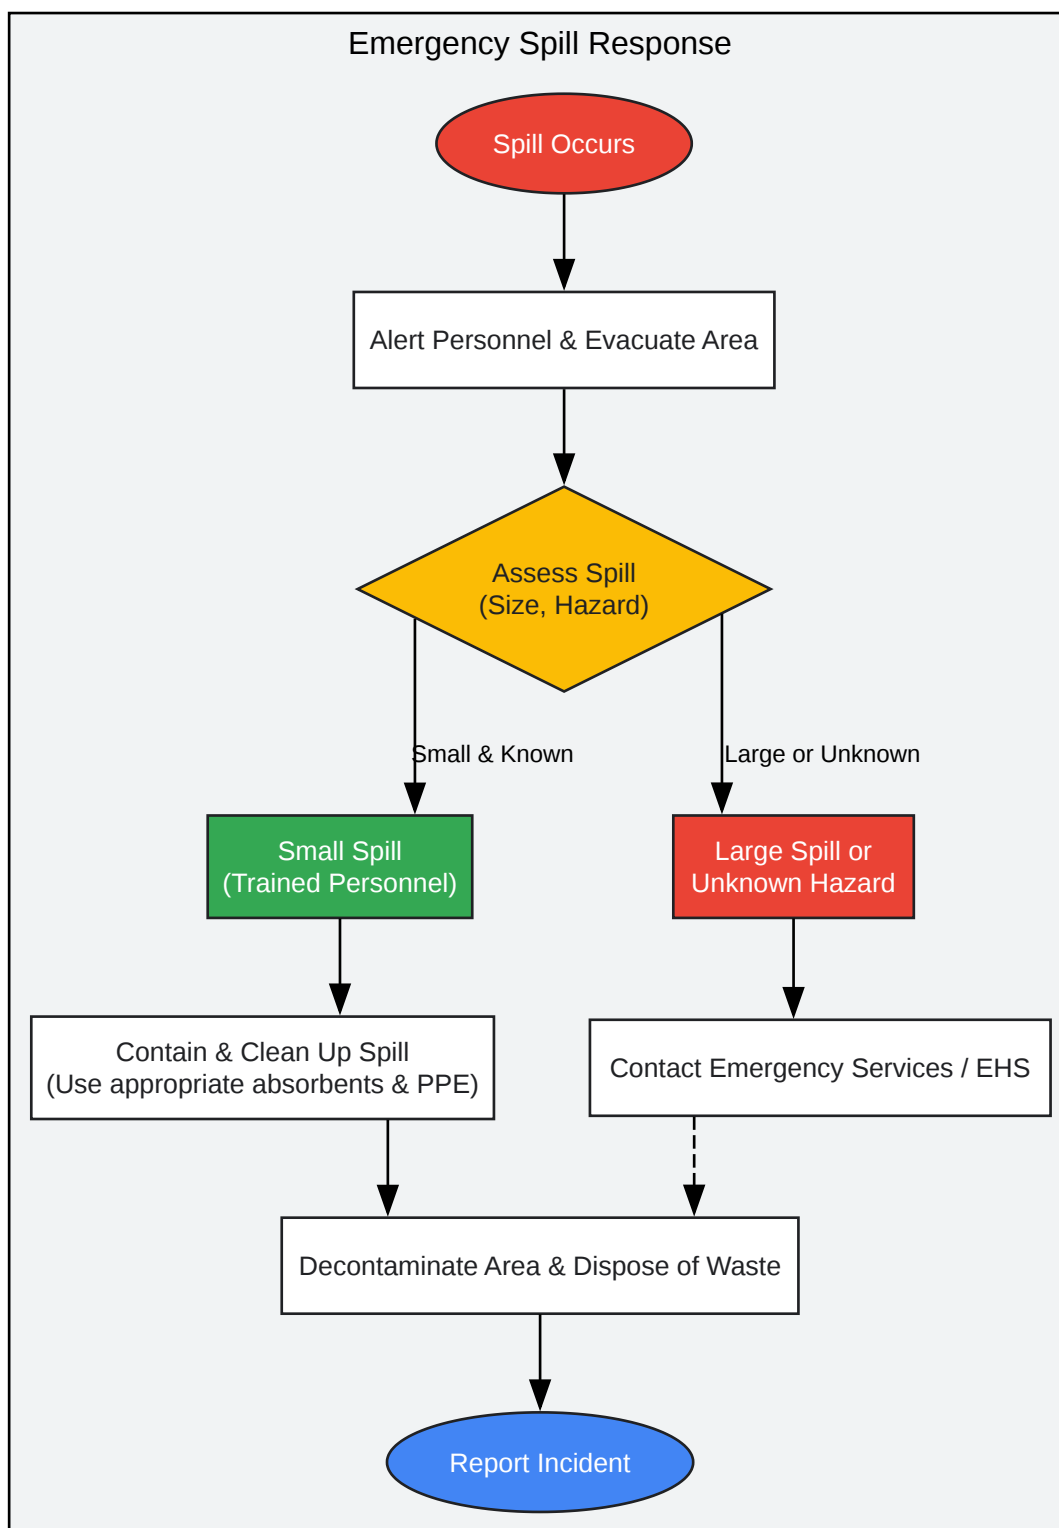 Emergency Spill Response
Spill Occurs
Alert Personnel & Evacuate Area
Assess Spill
(Size, Hazard)
Small & Known
Large or Unknown
Small Spill
(Trained Personnel)
Large Spill or
Unknown Hazard
Contain & Clean Up Spill
(Use appropriate absorbents & PPE)
Contact Emergency Services / EHS
Decontaminate Area & Dispose of Waste
Report Incident